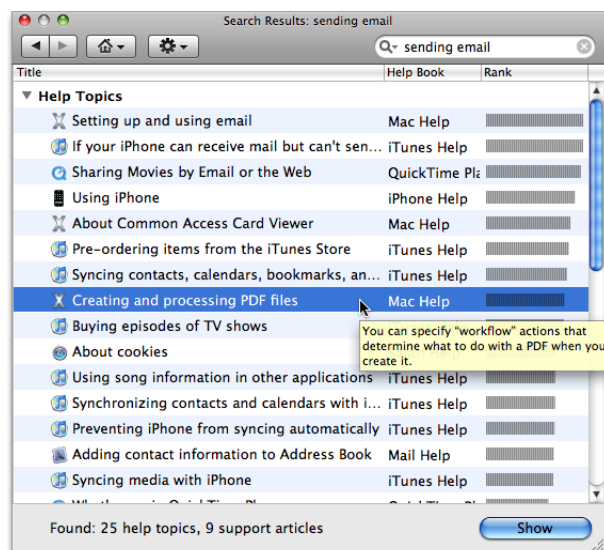 Search Results: sending email
sending email
Title Help Book Rank
Help Topics
Setting up and using email Mac Help
If your iPhone can receive mail but can't sen... iTunes Help
Sharing Movies by Email or the Web QuickTime Pla
Using iPhone iPhone Help
About Common Access Card Viewer Mac Help
Pre-ordering items from the iTunes Store iTunes Help
Syncing contacts, calendars, bookmarks, an... iTunes Help
Creating and processing PDF files Mac Help
Buying episodes of TV shows
You can specify “workflow” actions that
About cookies
determine what to do with a PDF when you
create it.
Using song information in other applications iTunes Help
Synchronizing contacts and calendars with i... iTunes Help
Preventing iPhone from syncing automatically iTunes Help
Adding contact information to Address Book Mail Help
Syncing media with iPhone iTunes Help
Found: 25 help topics, 9 support articles Show